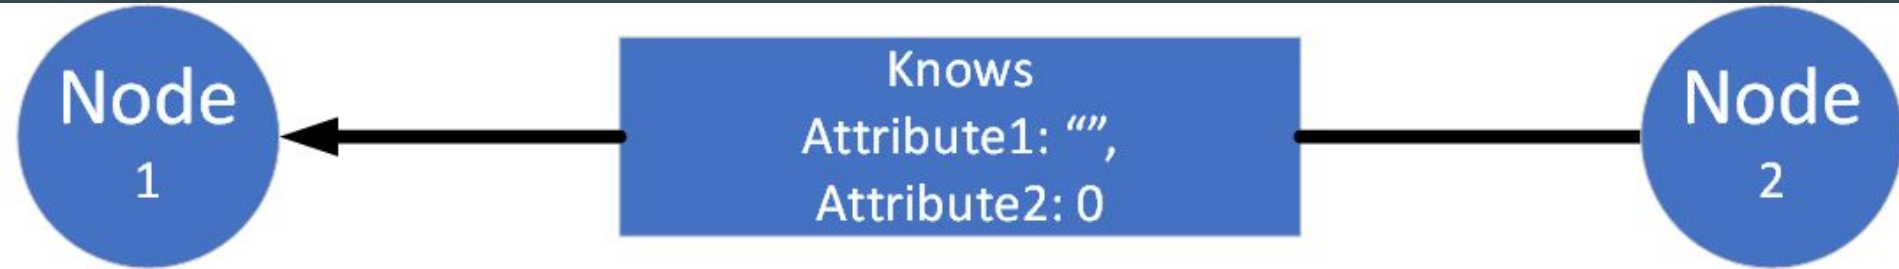 Node
1
Knows
Attribute1: “”,
Attribute2: 0
Node
2